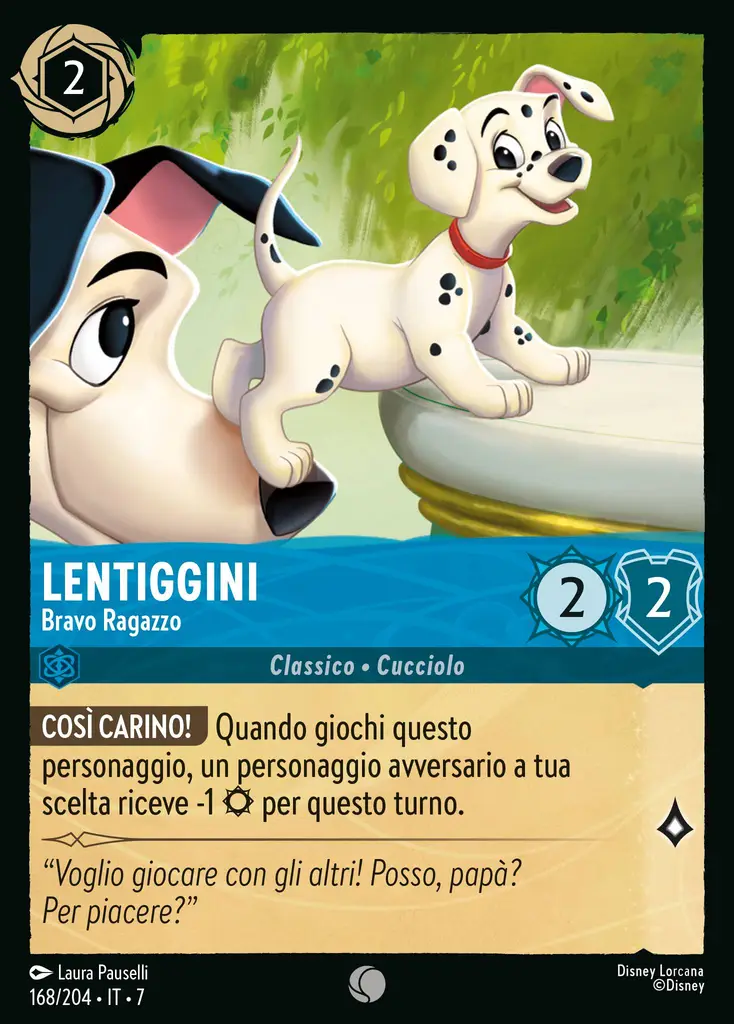 2
LENTIGGINI
Bravo Ragazzo
2
2
Classico • Cucciolo
COSÌ CARINO! Quando giochi questo
personaggio, un personaggio avversario a tua
scelta riceve -1 per questo turno.
“Voglio giocare con gli altri! Posso, papà?
Per piacere?”
Laura Pauselli
168/204 • IT • 7
Disney Lorcana
©Disney